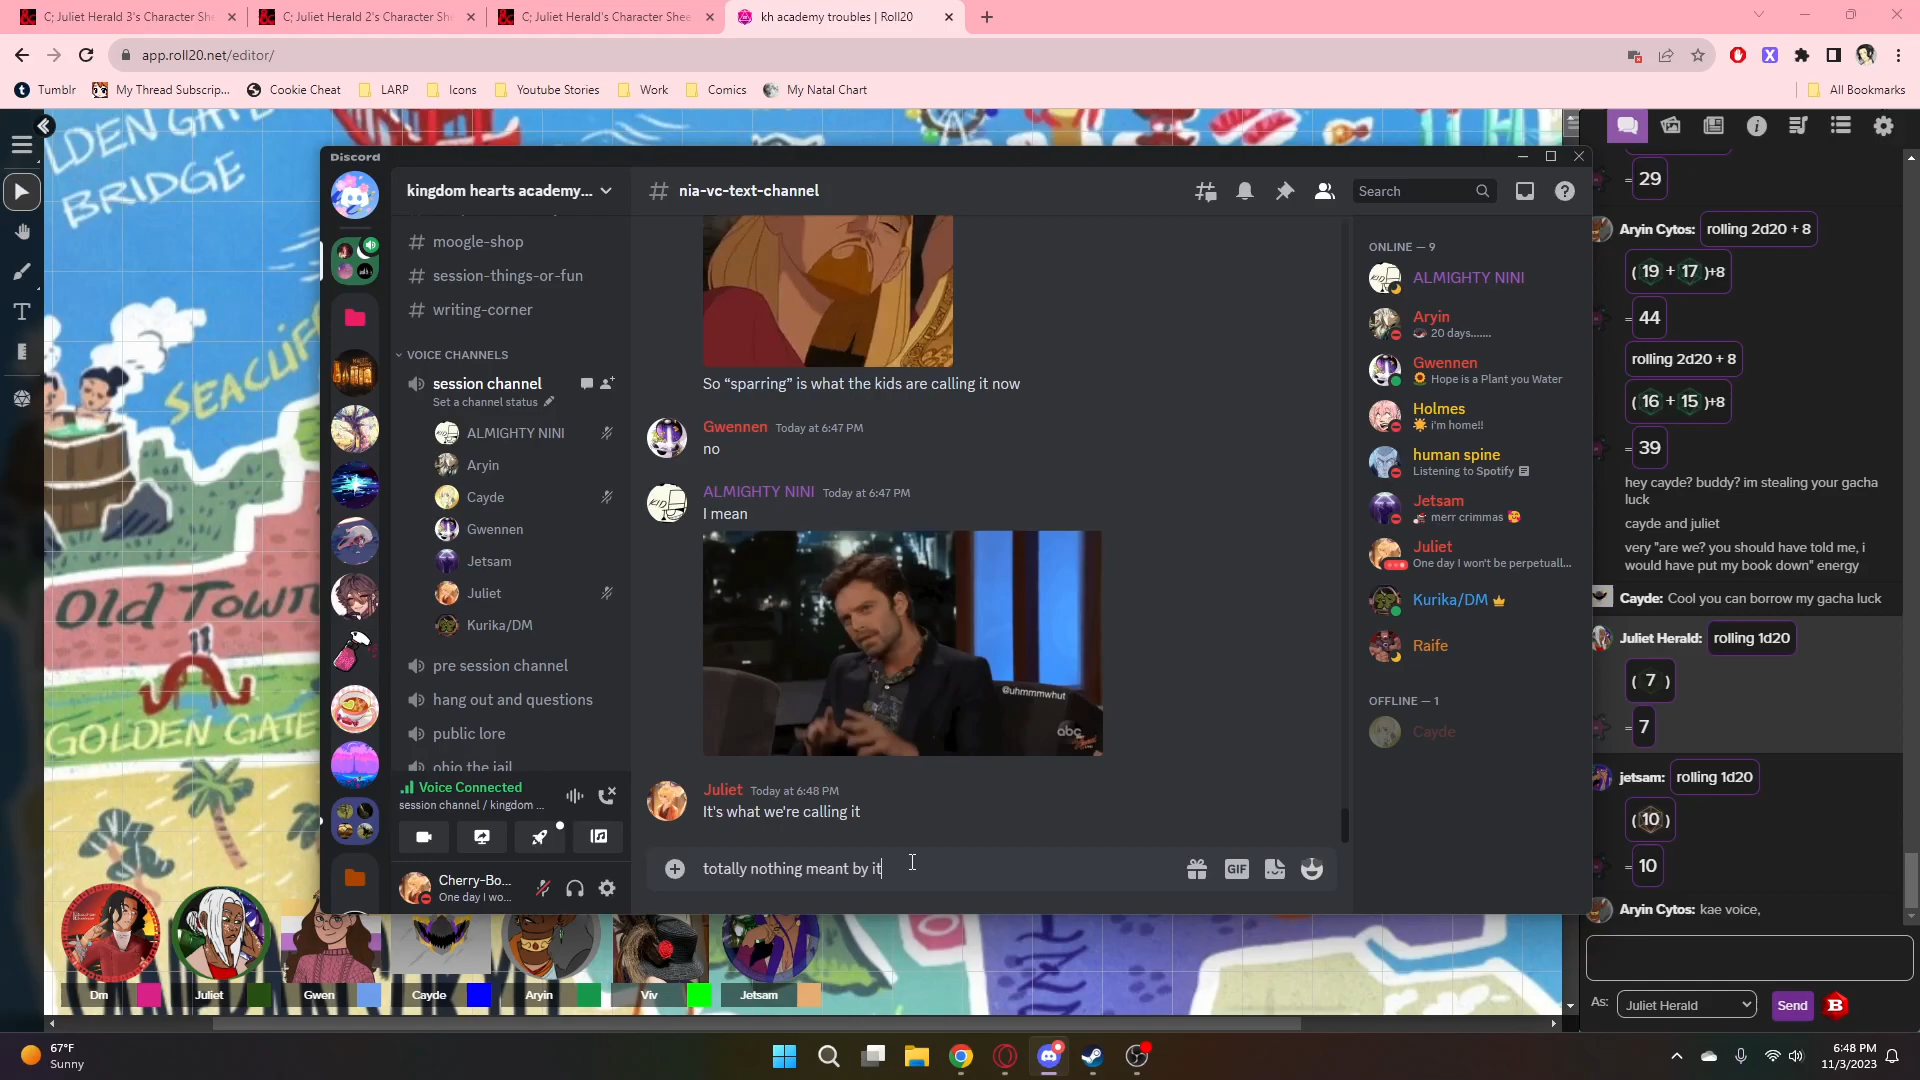 C; Juliet Herald 3's Character She
C; Juliet Herald 2's Character She
C; Juliet Herald's Character Shee
kh academy troubles | Roll20
app.roll20.net/editor/
Tumblr
My Thread Subscrip...
Cookie Cheat
LARP
Icons
Youtube Stories
Work
Comics
My Natal Chart
All Bookmarks
LDEN GATE
BRIDGE
SEACLIFF
Old Town
GOLDEN GATE
Discord
kingdom hearts academy...
# nia-vc-text-channel
Search
# moogle-shop
# session-things-or-fun
# writing-corner
VOICE CHANNELS
session channel
Set a channel status
ALMIGHTY NINI
Aryin
Cayde
Gwennen
Jetsam
Juliet
Kurika/DM
pre session channel
hang out and questions
public lore
ohio the jail
Voice Connected
session channel / kingdom ...
Cherry-Bo...
One day I wo...
So “sparring” is what the kids are calling it now
Gwennen Today at 6:47 PM
no
KID
ALMIGHTY NINI Today at 6:47 PM
I mean
@uhmmmwhut
abc
Juliet Today at 6:48 PM
It's what we're calling it
totally nothing meant by it
GIF
ONLINE — 9
ALMIGHTY NINI
Aryin
20 days.......
Gwennen
Hope is a Plant you Water
Holmes
i'm home!!
human spine
Listening to Spotify
Jetsam
merr crimmas
Juliet
One day I won't be perpetuall...
Kurika/DM
Raife
OFFLINE — 1
Cayde
= 29
Aryin Cytos: rolling 2d20 + 8
(19 + 17)+8
= 44
rolling 2d20 + 8
(16 + 15)+8
= 39
hey cayde? buddy? im stealing your gacha
luck
cayde and juliet
very "are we? you should have told me, i
would have put my book down" energy
Cayde: Cool you can borrow my gacha luck
Juliet Herald: rolling 1d20
(7)
= 7
jetsam: rolling 1d20
(10)
= 10
Aryin Cytos: kae voice,
As: Juliet Herald
Send
B
Dm
Juliet
Gwen
Cayde
Aryin
Viv
Jetsam
67°F
Sunny
6:48 PM
11/3/2023